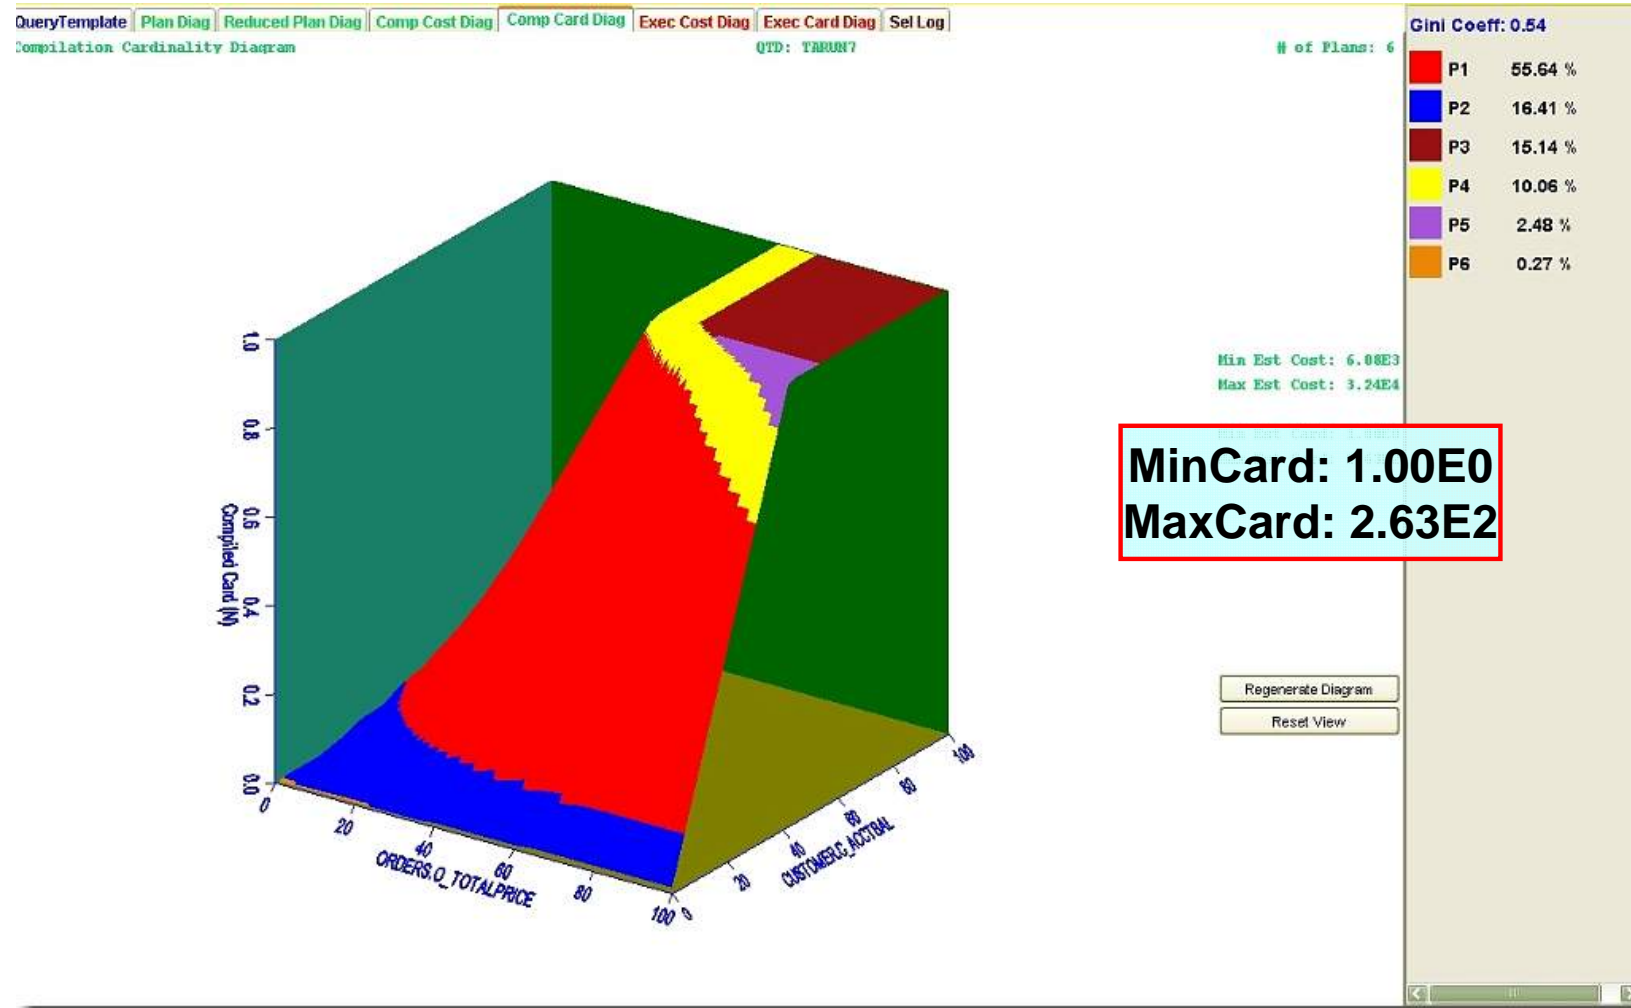 QueryTemplate Plan Diag Reduced Plan Diag Comp Cost Diag Comp Card Diag Exec Cost Diag Exec Card Diag Sel Log
Compilation Cardinality Diagram QTD: TARUN7 # of Plans: 6
Gini Coeff: 0.54
P1 55.64 %
P2 16.41 %
P3 15.14 %
P4 10.06 %
P5 2.48 %
P6 0.27 %
Min Est Cost: 6.08E3
Max Est Cost: 3.24E4
MinCard: 1.00E0
MaxCard: 2.63E2
Regenerate Diagram
Reset View
1.0
0.8
0.6
0.4
0.2
0.0
Compiled Card (N)
0
20
40
60
80
100
ORDERS.O_TOTALPRICE
0
20
40
60
80
100
CUSTOMER.C_ACCTBAL